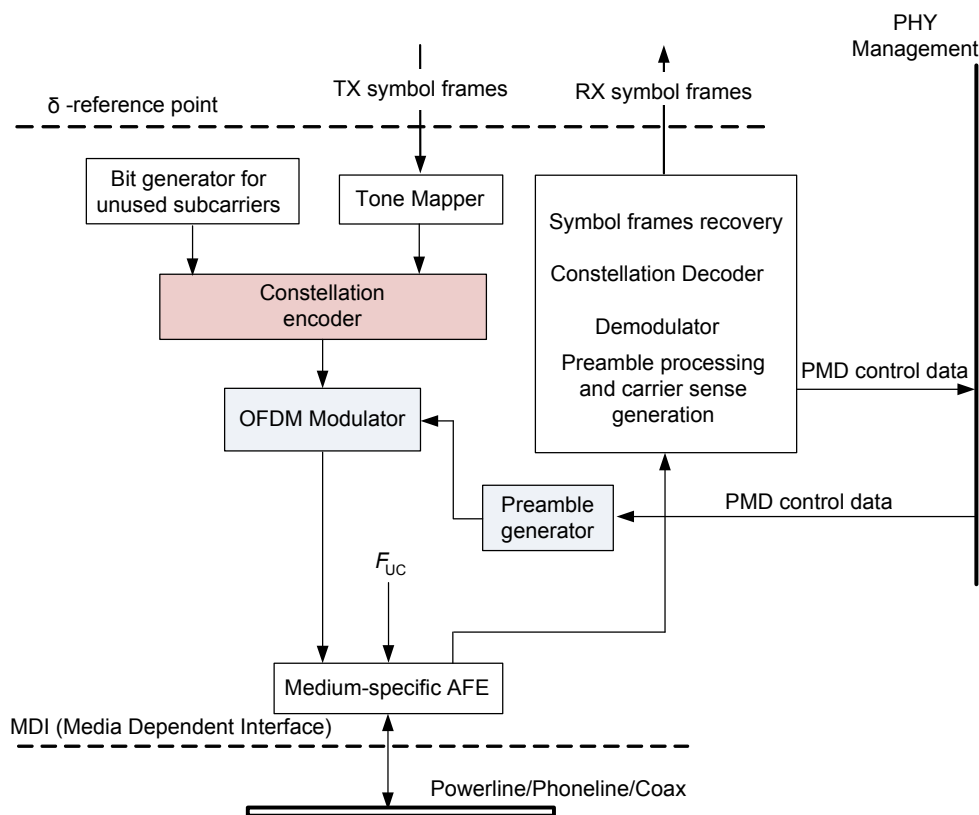 PHY
Management
TX symbol frames
RX symbol frames
δ -reference point
Bit generator for
unused subcarriers
Tone Mapper
Symbol frames recovery
Constellation Decoder
Demodulator
Preamble processing
and carrier sense
generation
Constellation
encoder
PMD control data
OFDM Modulator
Preamble
generator
PMD control data
FUC
Medium-specific AFE
MDI (Media Dependent Interface)
Powerline/Phoneline/Coax